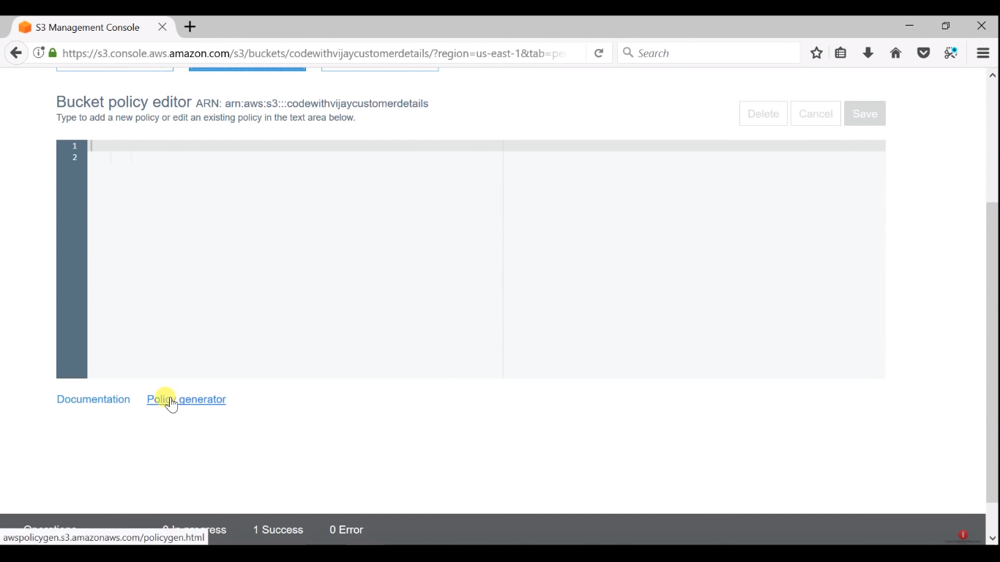 S3 Management Console
https://s3.console.aws.amazon.com/s3/buckets/codewithvijaycustomerdetails/?region=us-east-1&tab=pe
Search
Bucket policy editor ARN: arn:aws:s3:::codewithvijaycustomerdetails
Type to add a new policy or edit an existing policy in the text area below.
Delete Cancel Save
1
2
Documentation Policy generator
Operations 0 In progress 1 Success 0 Error
awspolicygen.s3.amazonaws.com/policygen.html